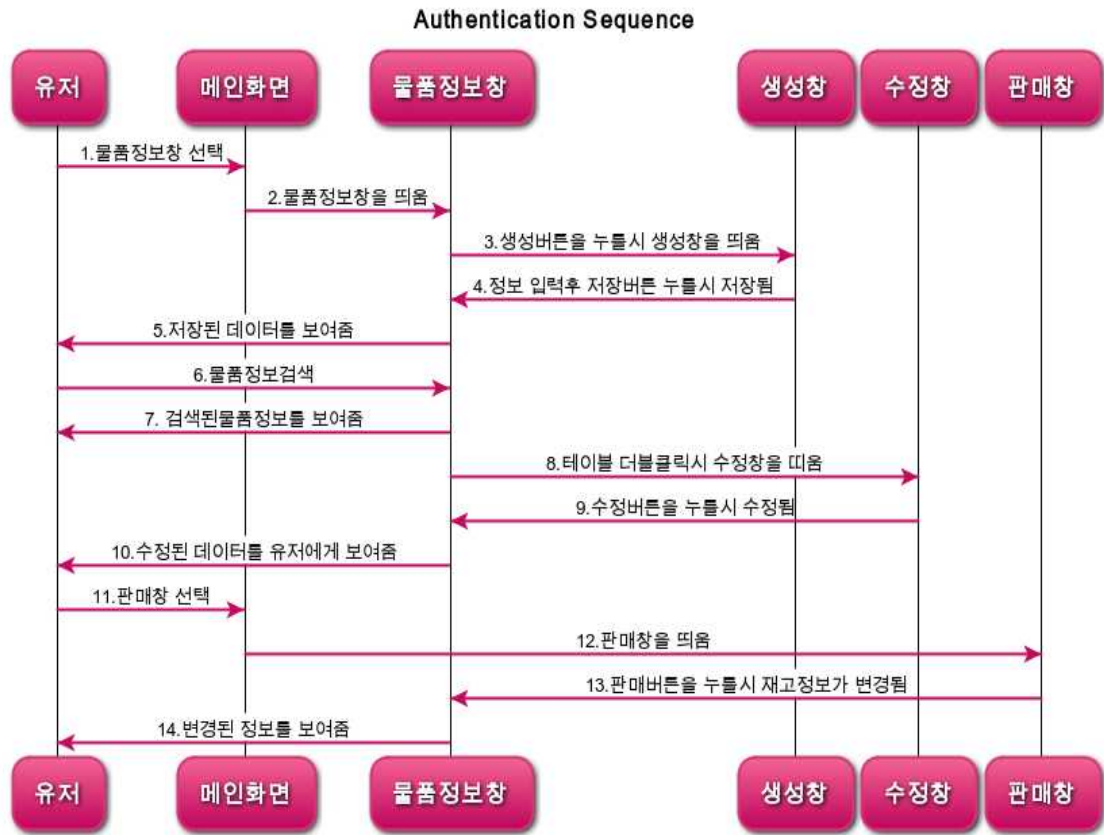 Authentication Sequence
유저 메인화면 물품정보창 생성창 수정창 판매창
1.물품정보창 선택
2.물품정보창을 띄움
3.생성버튼을 누를시 생성창을 띄움
4.정보 입력후 저장버튼 누를시 저장됨
5.저장된 데이터를 보여줌
6.물품정보검색
7. 검색된물품정보를 보여줌
8.테이블 더블클릭시 수정창을 띠움
9.수정버튼을 누를시 수정됨
10.수정된 데이터를 유저에게 보여줌
11.판매창 선택
12.판매창을 띄움
13.판매버튼을 누를시 재고정보가 변경됨
14.변경된 정보를 보여줌
유저 메인화면 물품정보창 생성창 수정창 판매창